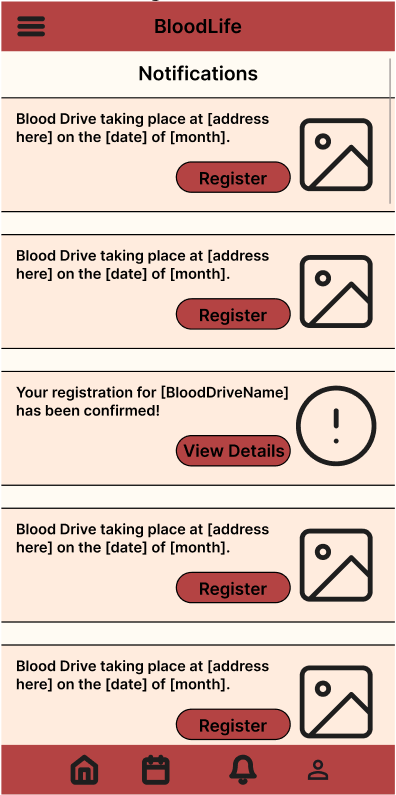 BloodLife
Notifications
Blood Drive taking place at [address
here] on the [date] of [month].
Register
Blood Drive taking place at [address
here] on the [date] of [month].
Register
Your registration for [BloodDriveName]
has been confirmed!
View Details
Blood Drive taking place at [address
here] on the [date] of [month].
Register
Blood Drive taking place at [address
here] on the [date] of [month].
Register